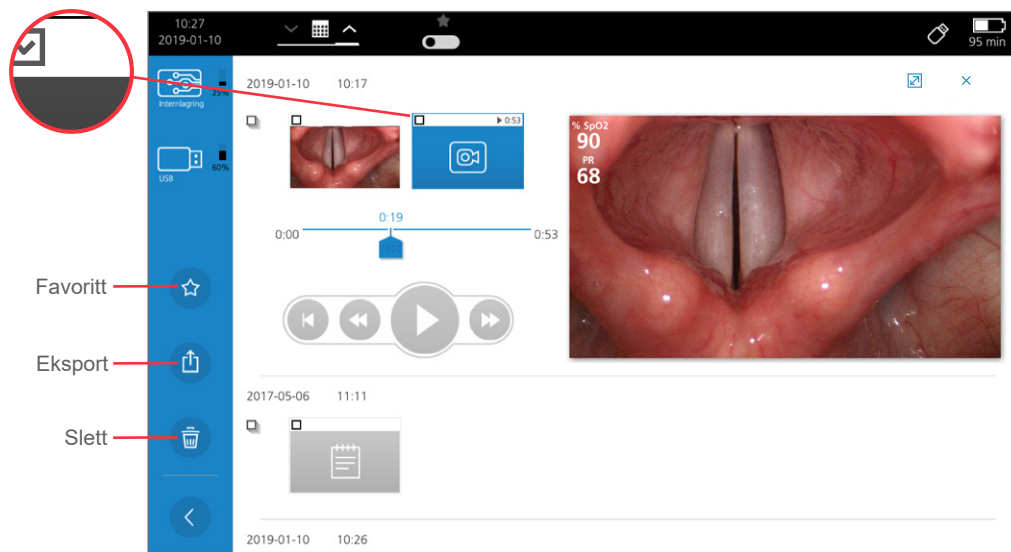 10:27
2019-01-10
95 min
Internlagring
25%
USB
60%
2019-01-10 10:17
0:53
% SpO2
90
PR
68
0:19
0:00
0:53
Favoritt
Eksport
Slett
2017-05-06 11:11
2019-01-10 10:26